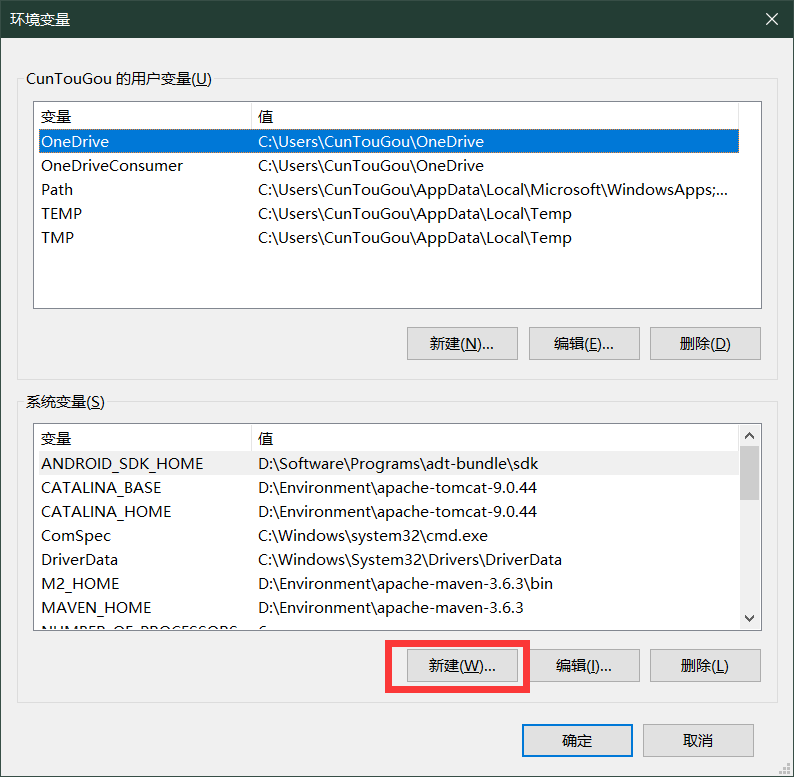 环境变量
CunTouGou 的用户变量(U)
变量 值
OneDrive C:\Users\CunTouGou\OneDrive
OneDriveConsumer C:\Users\CunTouGou\OneDrive
Path C:\Users\CunTouGou\AppData\Local\Microsoft\WindowsApps;...
TEMP C:\Users\CunTouGou\AppData\Local\Temp
TMP C:\Users\CunTouGou\AppData\Local\Temp
新建(N)... 编辑(E)... 删除(D)
系统变量(S)
变量 值
ANDROID_SDK_HOME D:\Software\Programs\adt-bundle\sdk
CATALINA_BASE D:\Environment\apache-tomcat-9.0.44
CATALINA_HOME D:\Environment\apache-tomcat-9.0.44
ComSpec C:\Windows\system32\cmd.exe
DriverData C:\Windows\System32\Drivers\DriverData
M2_HOME D:\Environment\apache-maven-3.6.3\bin
MAVEN_HOME D:\Environment\apache-maven-3.6.3
NUMBER_OF_PROCESSORS
新建(W)... 编辑(I)... 删除(L)
确定 取消